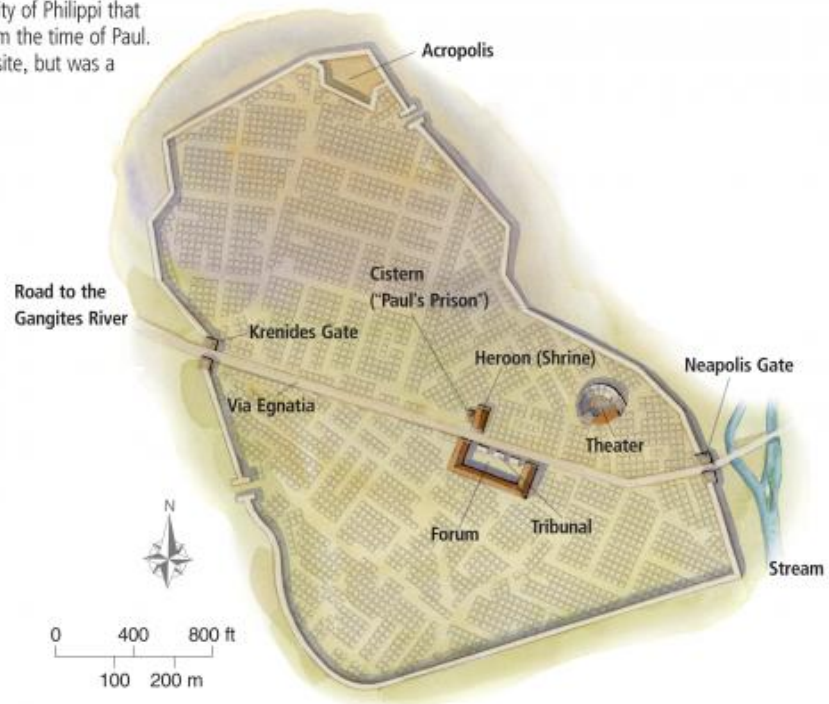 ity of Philippi that
m the time of Paul.
site, but was a
Acropolis
Cistern
("Paul's Prison")
Road to the
Gangites River
Krenides Gate
Heroon (Shrine)
Neapolis Gate
Via Egnatia
Theater
Forum
Tribunal
Stream
N
0 400 800 ft
100 200 m